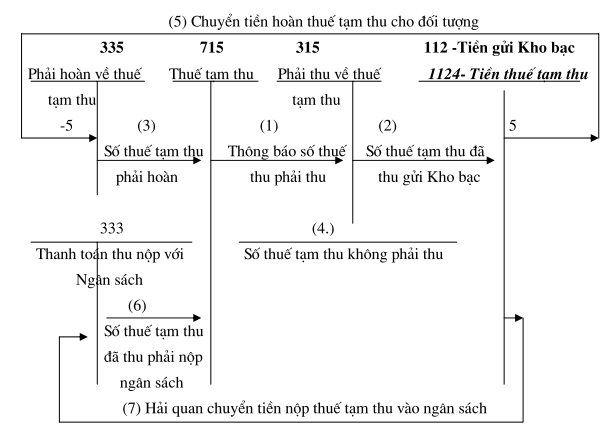 (5) Chuyển tiền hoàn thuế tạm thu cho đối tượng
335 715 315 112 -Tiền gửi Kho bạc
Phải hoàn về thuế Thuế tạm thu Phải thu về thuế 1124- Tiền thuế tạm thu
tạm thu tạm thu
-5 (3) (1) (2) 5
Số thuế tạm thu Thông báo số thuế Số thuế tạm thu đã
phải hoàn thu phải thu thu gửi Kho bạc
333 (4.)
Thanh toán thu nộp với Số thuế tạm thu không phải thu
Ngân sách
(6)
Số thuế tạm thu
đã thu phải nộp
ngân sách
(7) Hải quan chuyển tiền nộp thuế tạm thu vào ngân sách